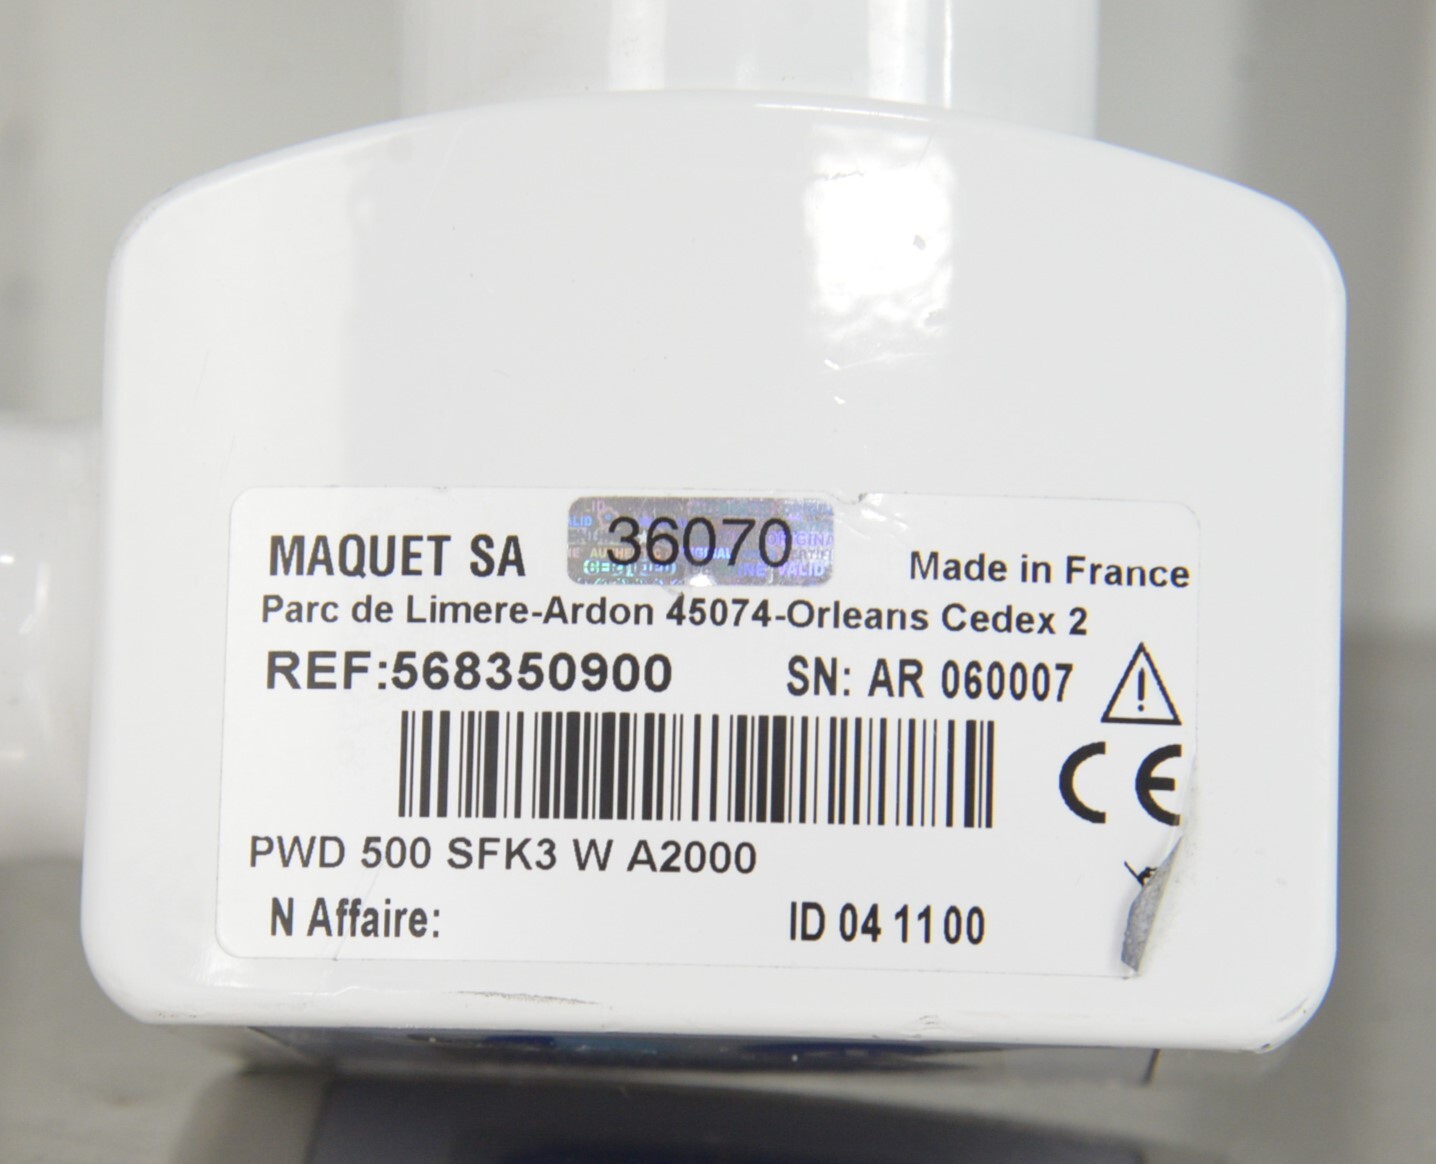 MAQUET SA
36070
Made in France
Parc de Limere-Ardon 45074-Orleans Cedex 2
REF:568350900
SN: AR 060007
CE
PWD 500 SFK3 W A2000
N Affaire:
ID 04 11 00